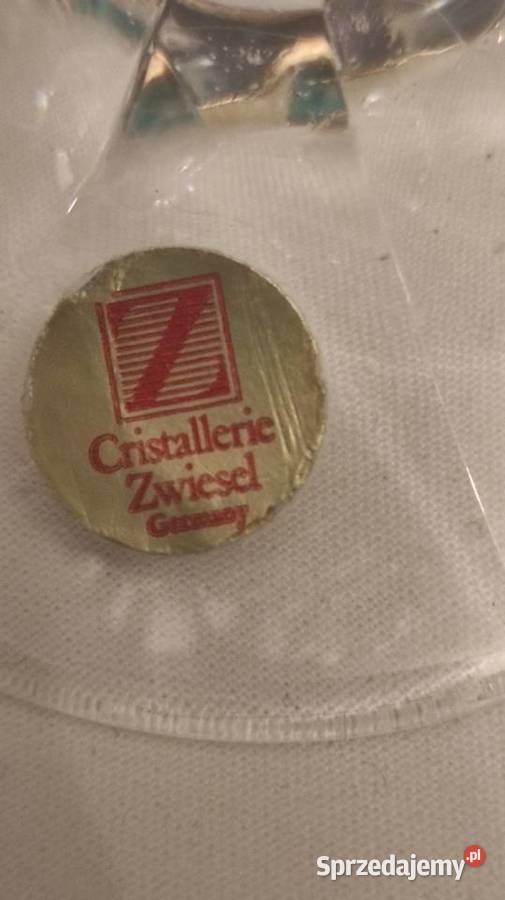 Z
Cristallerie
Zwiesel
Germany
Sprzedajemy.pl